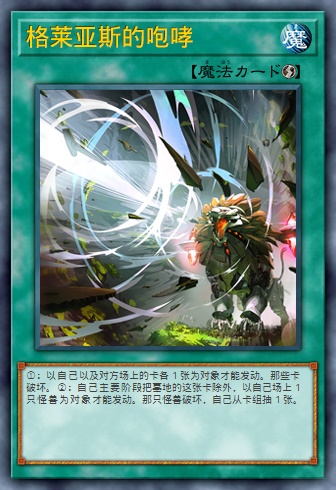 格莱亚斯的咆哮
魔
【魔法カード】
ま ほう
①：以自己以及对方场上的卡各１张为对象才能发动。那些卡
破坏。②：自己主要阶段把墓地的这张卡除外，以自己场上１
只怪兽为对象才能发动。那只怪兽破坏，自己从卡组抽１张。